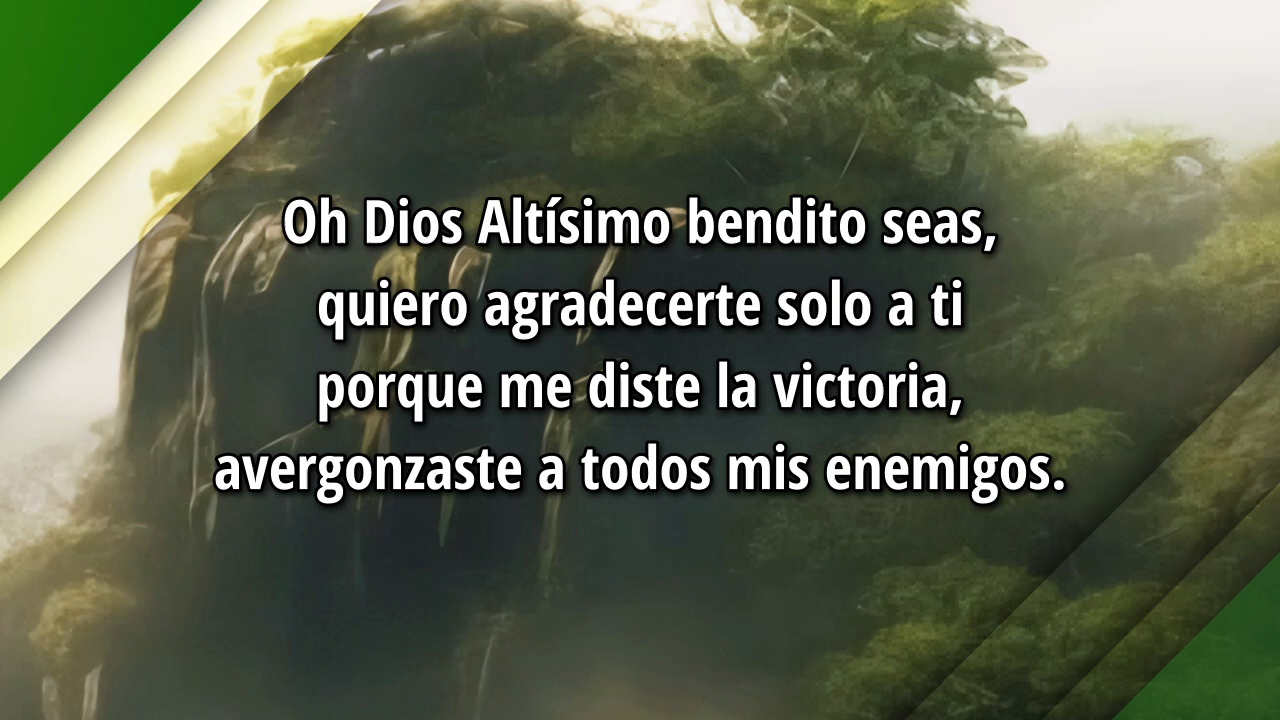 Oh Dios Altísimo bendito seas,
quiero agradecerte solo a ti
porque me diste la victoria,
avergonzaste a todos mis enemigos.